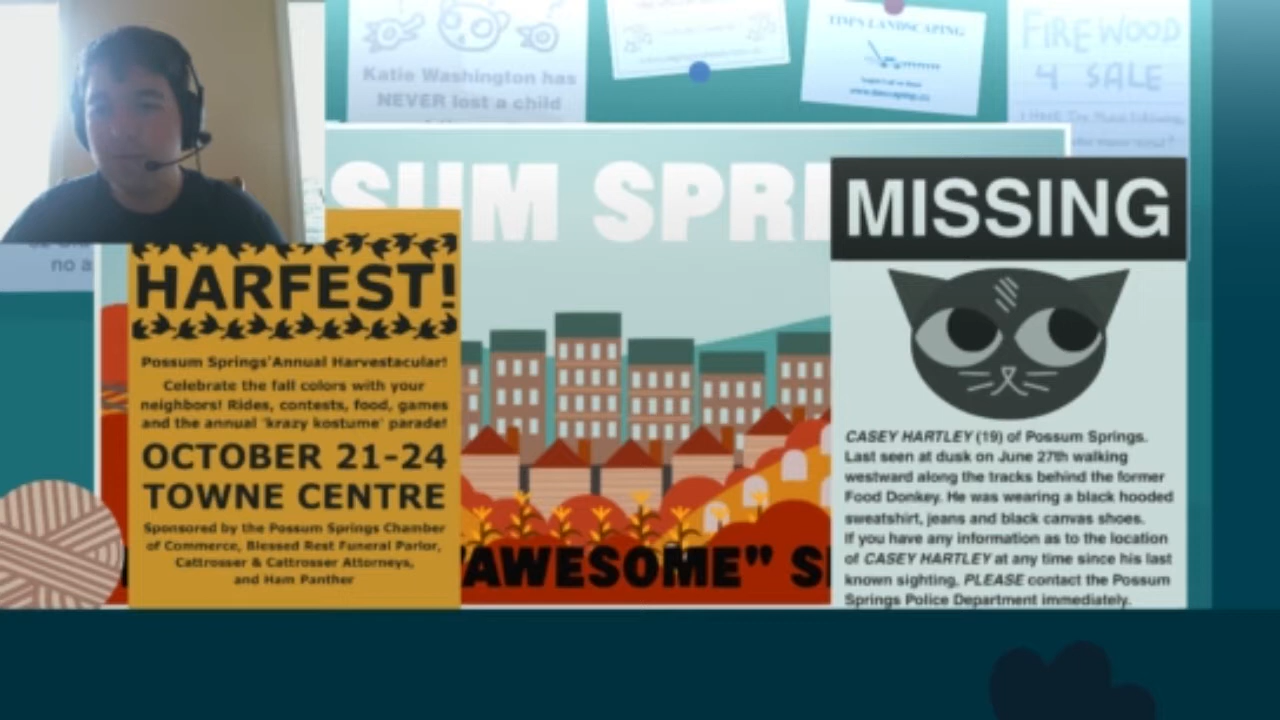 Katie Washington has
NEVER lost a child
TIM'S LANDSCAPING
FIREWOOD
4 SALE
no a
SUM SPRI
HARFEST!
Possum Springs' Annual Harvestacular!
Celebrate the fall colors with your
neighbors! Rides, contests, food, games
and the annual 'krazy kostume' parade!
OCTOBER 21-24
TOWNE CENTRE
Sponsored by the Possum Springs Chamber
of Commerce, Blessed Rest Funeral Parlor,
Cattrosser & Cattrosser Attorneys,
and Ham Panther
"AWESOME" S
MISSING
CASEY HARTLEY (19) of Possum Springs.
Last seen at dusk on June 27th walking
westward along the tracks behind the former
Food Donkey. He was wearing a black hooded
sweatshirt, jeans and black canvas shoes.
If you have any information as to the location
of CASEY HARTLEY at any time since his last
known sighting, PLEASE contact the Possum
Springs Police Department immediately.